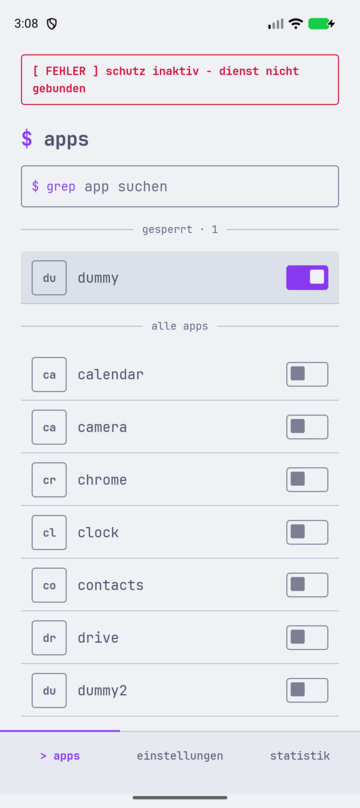 3:08
[ FEHLER ] schutz inaktiv - dienst nicht
gebunden
$ apps
$ grep app suchen
gesperrt · 1
du dummy
alle apps
ca calendar
ca camera
cr chrome
cl clock
co contacts
dr drive
du dummy2
> apps einstellungen statistik